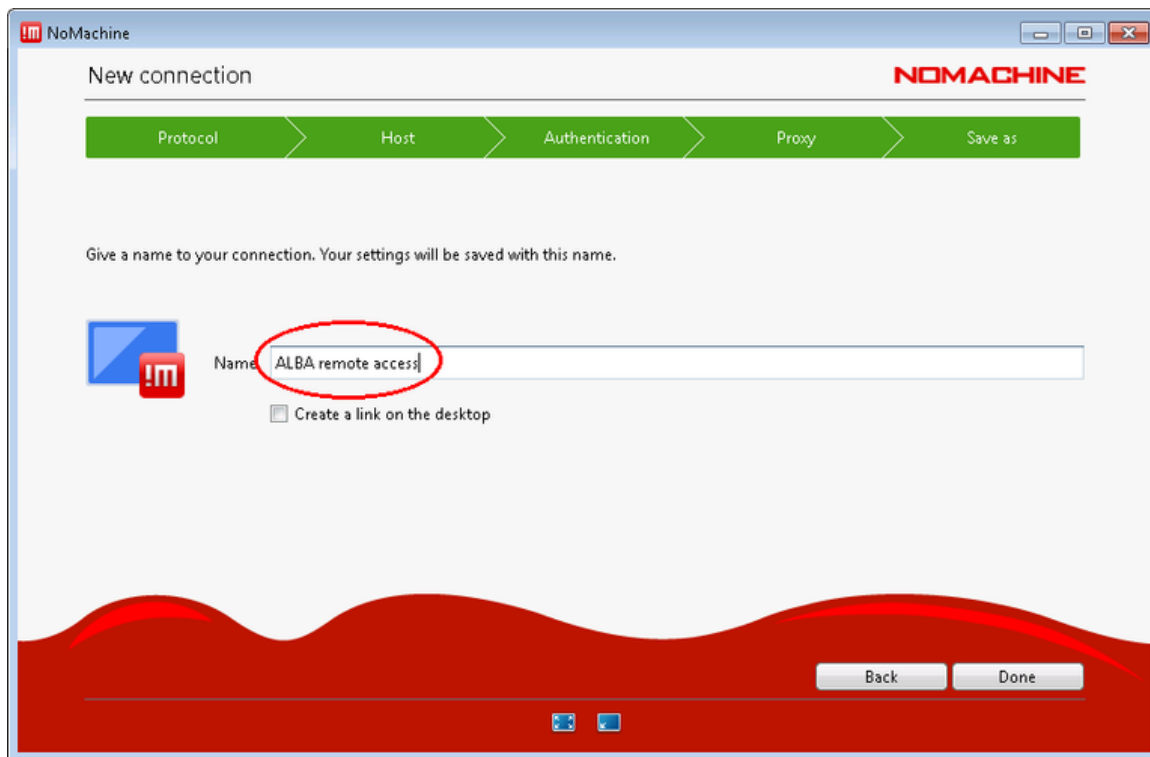 !M NoMachine
New connection
NOMACHINE
Protocol
Host
Authentication
Proxy
Save as
Give a name to your connection. Your settings will be saved with this name.
!M
Name ALBA remote access
Create a link on the desktop
Back
Done